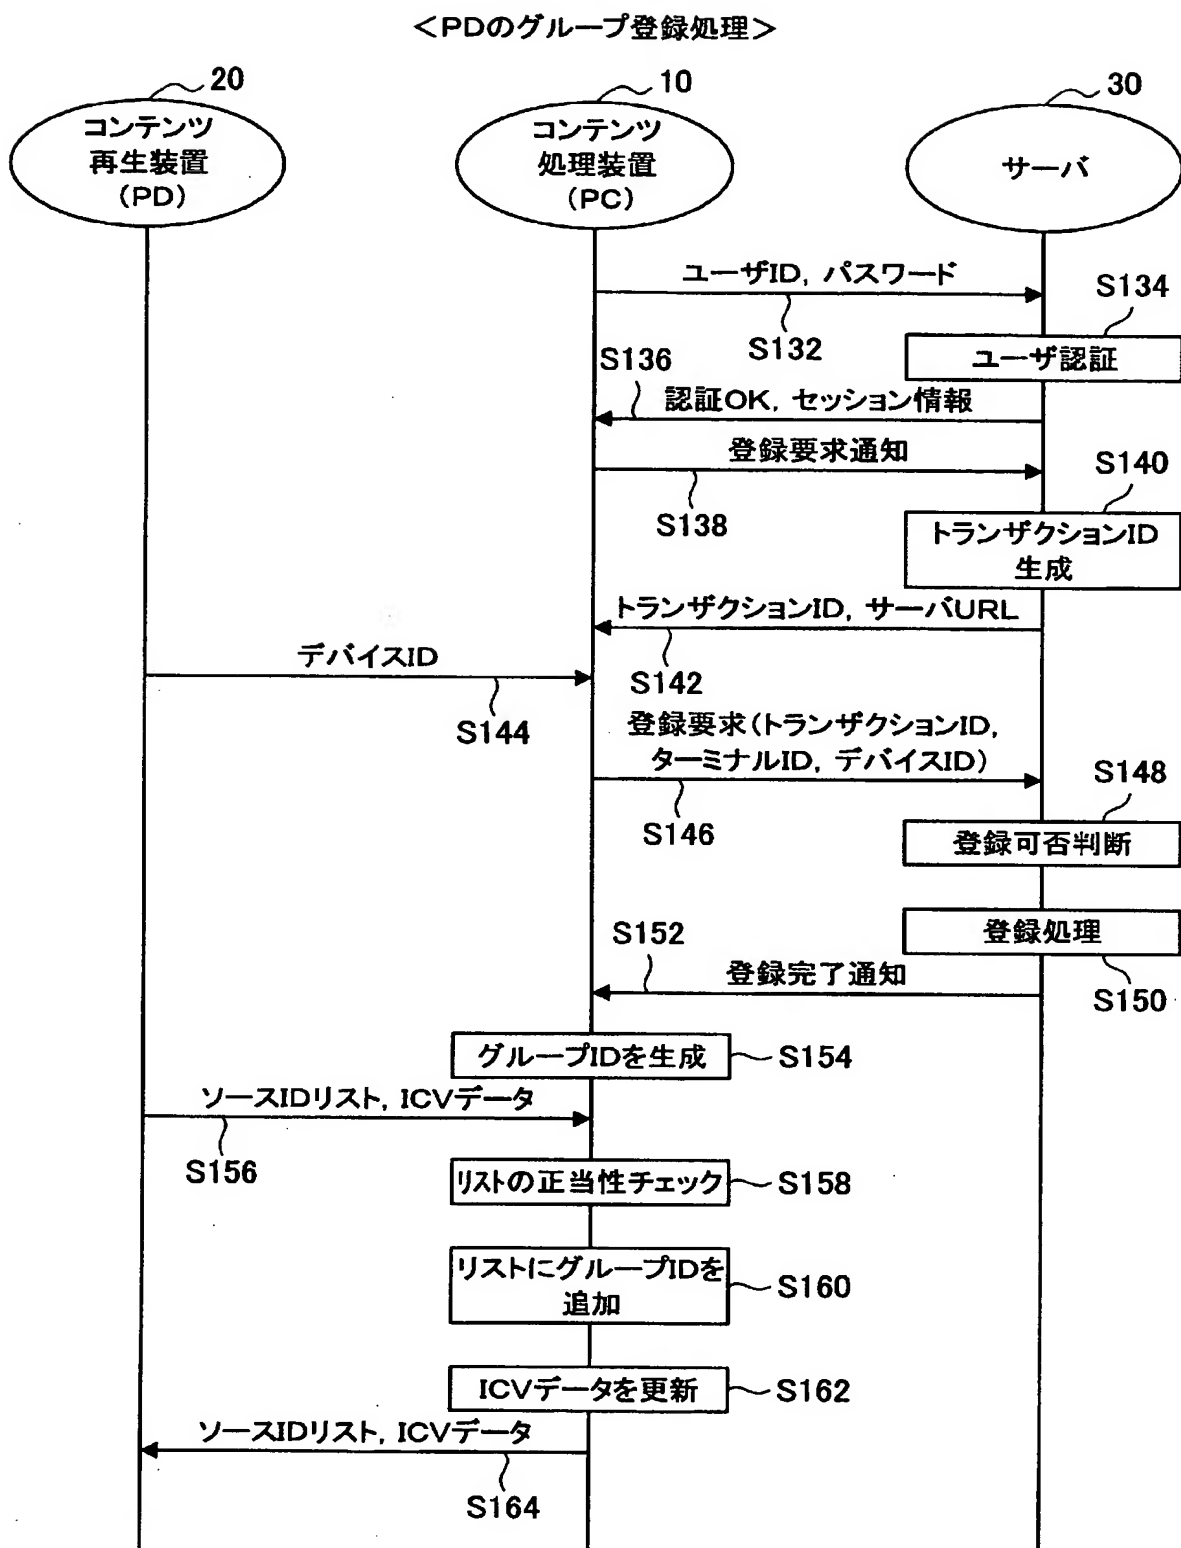 <PDのグループ登録処理>
20
10
30
コンテンツ
再生装置
(PD)
コンテンツ
処理装置
(PC)
サーバ
ユーザID, パスワード
S132
S134
ユーザ認証
S136
認証OK, セッション情報
登録要求通知
S138
S140
トランザクションID
生成
トランザクションID, サーバURL
S142
デバイスID
S144
登録要求(トランザクションID,
ターミナルID, デバイスID)
S146
S148
登録可否判断
登録処理
S150
S152
登録完了通知
グループIDを生成
S154
ソースIDリスト, ICVデータ
S156
リストの正当性チェック
S158
リストにグループIDを
追加
S160
ICVデータを更新
S162
ソースIDリスト, ICVデータ
S164